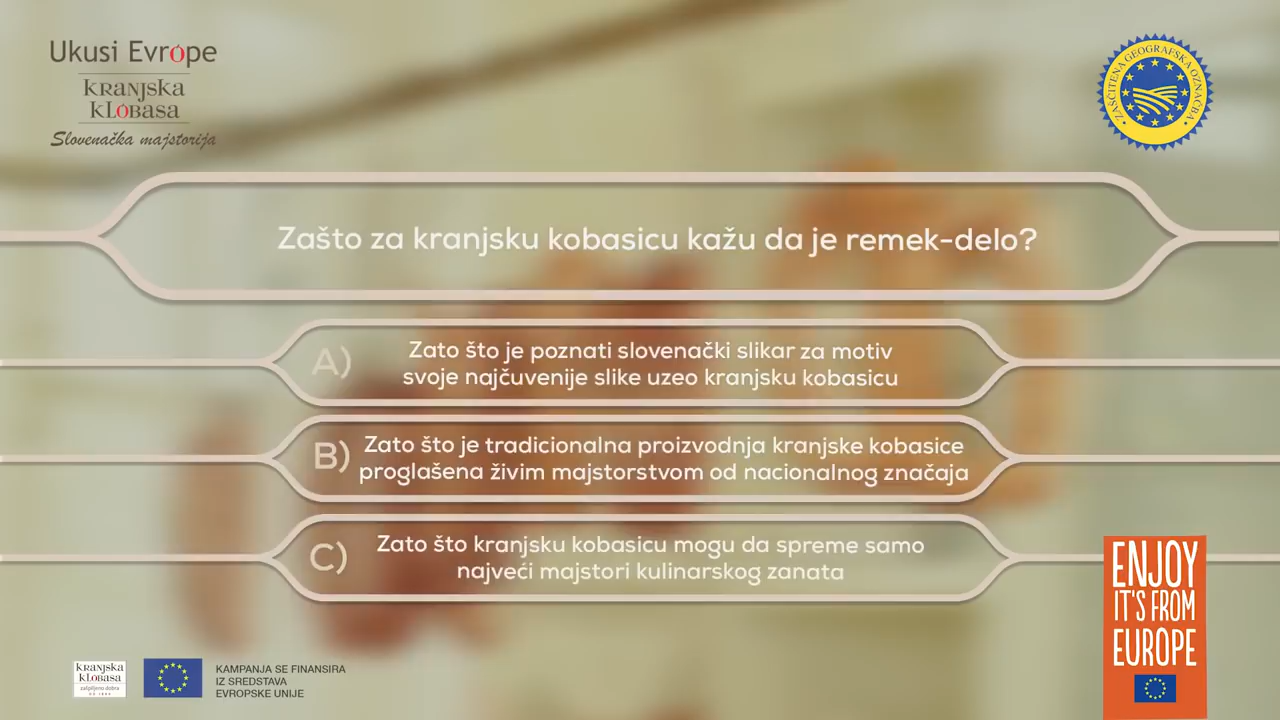 Ukusi Evrope
kranjska
klobasa
Slovenačka majstorija
ZAŠČITENA GEOGRAFSKA OZNAČBA
Zašto za kranjsku kobasicu kažu da je remek-delo?
A) Zato što je poznati slovenački slikar za motiv
svoje najčuvenije slike uzeo kranjsku kobasicu
B) Zato što je tradicionalna proizvodnja kranjske kobasice
proglašena živim majstorstvom od nacionalnog značaja
C) Zato što kranjsku kobasicu mogu da spreme samo
najveći majstori kulinarskog zanata
ENJOY
IT'S FROM
EUROPE
kranjska
klobasa
zašpiljeno dobra
KAMPANJA SE FINANSIRA
IZ SREDSTAVA
EVROPSKE UNIJE